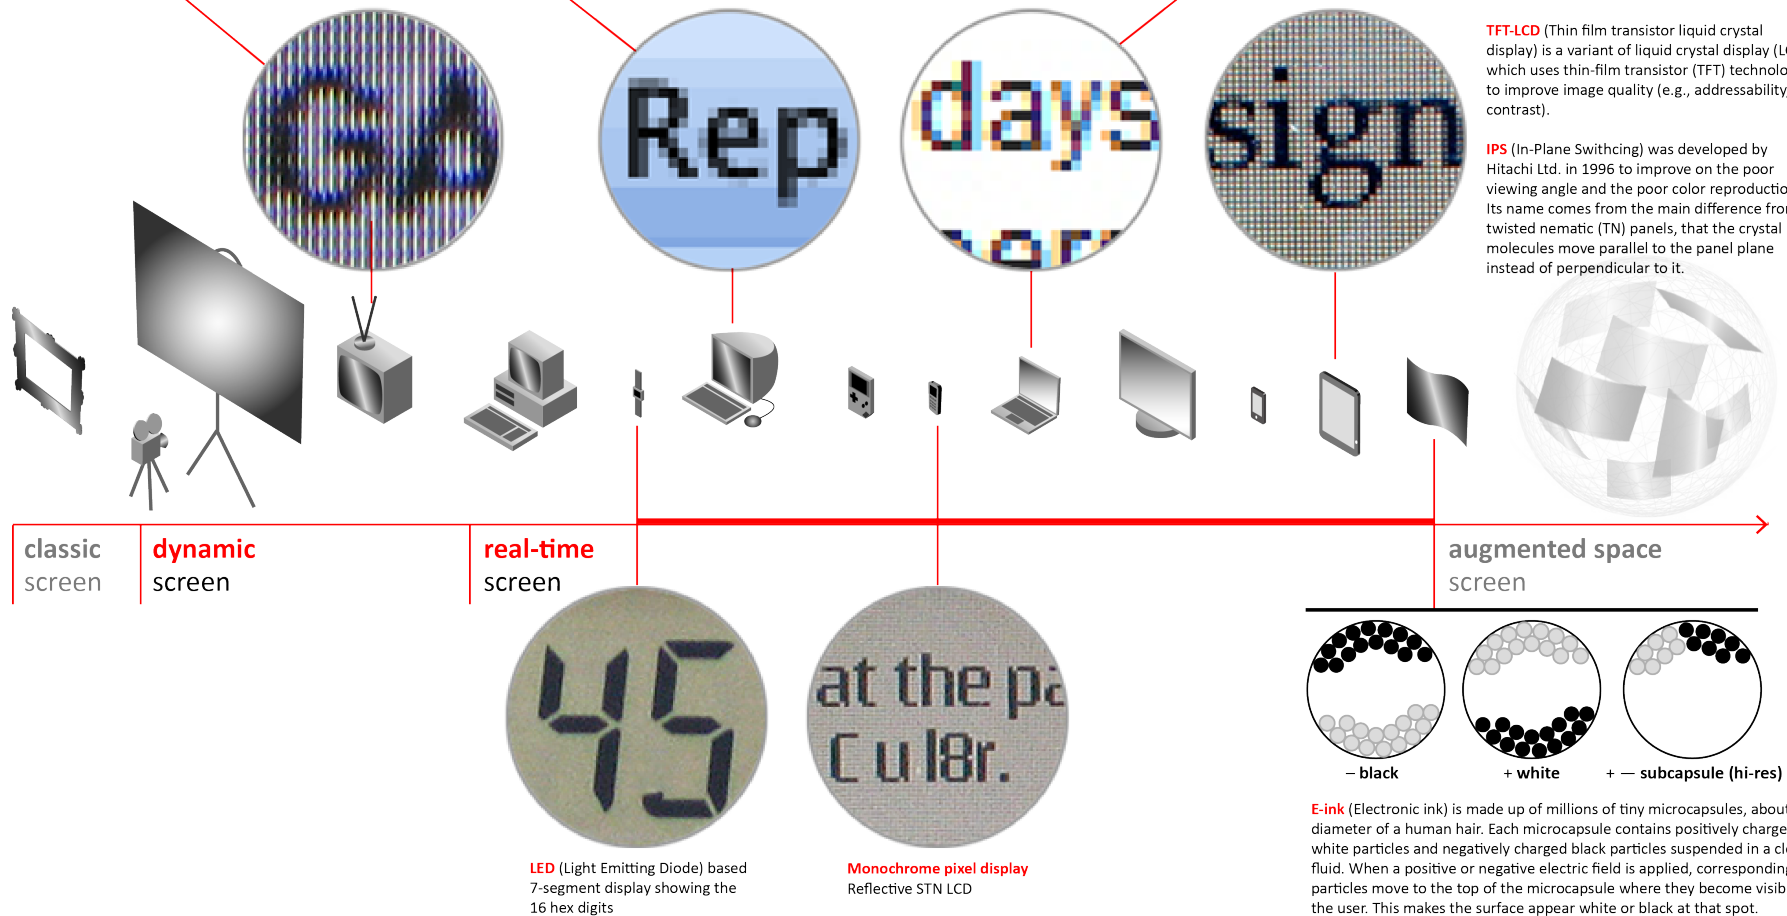 Rep
days
sign
TFT-LCD (Thin film transistor liquid crystal
display) is a variant of liquid crystal display
which uses thin-film transistor (TFT)
to improve image quality (e.g., addressability,
contrast).
IPS (In-Plane Swithcing) was developed by
Hitachi Ltd. in 1996 to improve on the poor
viewing angle and the poor color
Its name comes from the main difference
twisted nematic (TN) panels, that the crystal
molecules move parallel to the panel plane
instead of perpendicular to it.
classic
screen
dynamic
screen
real-time
screen
augmented space
screen
45
at the pa
C u l8r.
– black
+ white
+ — subcapsule (hi-res)
LED (Light Emitting Diode) based
7-segment display showing the
16 hex digits
Monochrome pixel display
Reflective STN LCD
E-ink (Electronic ink) is made up of millions of tiny microcapsules, about
diameter of a human hair. Each microcapsule contains positively
white particles and negatively charged black particles suspended in a
fluid. When a positive or negative electric field is applied,
particles move to the top of the microcapsule where they become
the user. This makes the surface appear white or black at that spot.